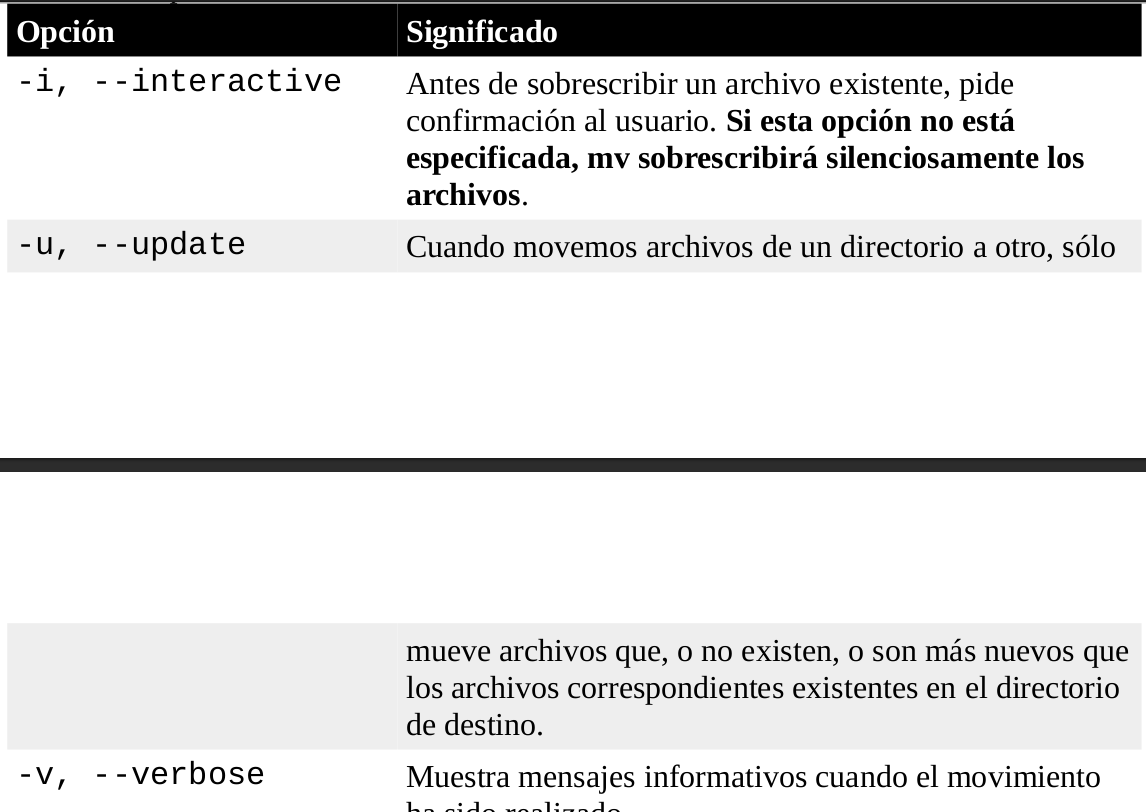 Opción Significado
-i, --interactive Antes de sobrescribir un archivo existente, pide
confirmación al usuario. Si esta opción no está
especificada, mv sobrescribirá silenciosamente los
archivos.
-u, --update Cuando movemos archivos de un directorio a otro, sólo
mueve archivos que, o no existen, o son más nuevos que
los archivos correspondientes existentes en el directorio
de destino.
-v, --verbose Muestra mensajes informativos cuando el movimiento
ha sido realizado.